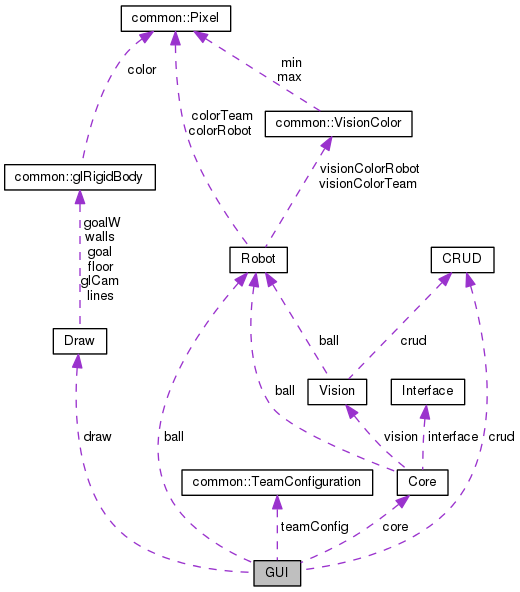 common::Pixel
min
max
color
colorTeam
colorRobot
common::VisionColor
common::glRigidBody
visionColorRobot
visionColorTeam
goalW
walls
goal
floor
glCam
lines
Robot
CRUD
Draw
ball
crud
ball
Vision
Interface
draw
ball
vision
interface
crud
common::TeamConfiguration
Core
teamConfig
core
GUI